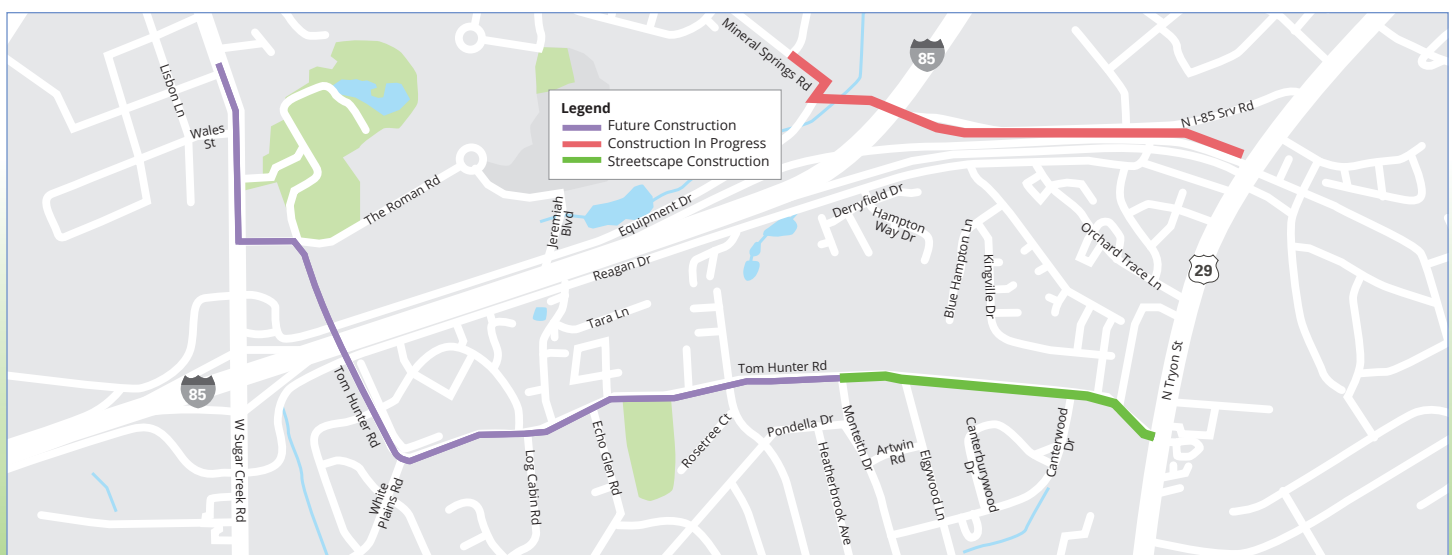 Mineral Springs Rd
85
Lisbon Ln
Wales
St
Legend
Future Construction
Construction In Progress
Streetscape Construction
N I-85 Srv Rd
The Roman Rd
Jeremiah
Blvd
Equipment Dr
Reagan Dr
Derryfield Dr
Hampton
Way Dr
Blue Hampton Ln
Kingville Dr
Orchard Trace Ln
29
Tara Ln
85
Tom Hunter Rd
Tom Hunter Rd
N Tryon St
W Sugar Creek Rd
White
Plains Rd
Log Cabin Rd
Echo Glen Rd
Rosetree Ct
Pondella Dr
Heatherbrook Ave
Monteith Dr
Artwin
Rd
Elgywood Ln
Canterburywood
Dr
Canterwood
Dr